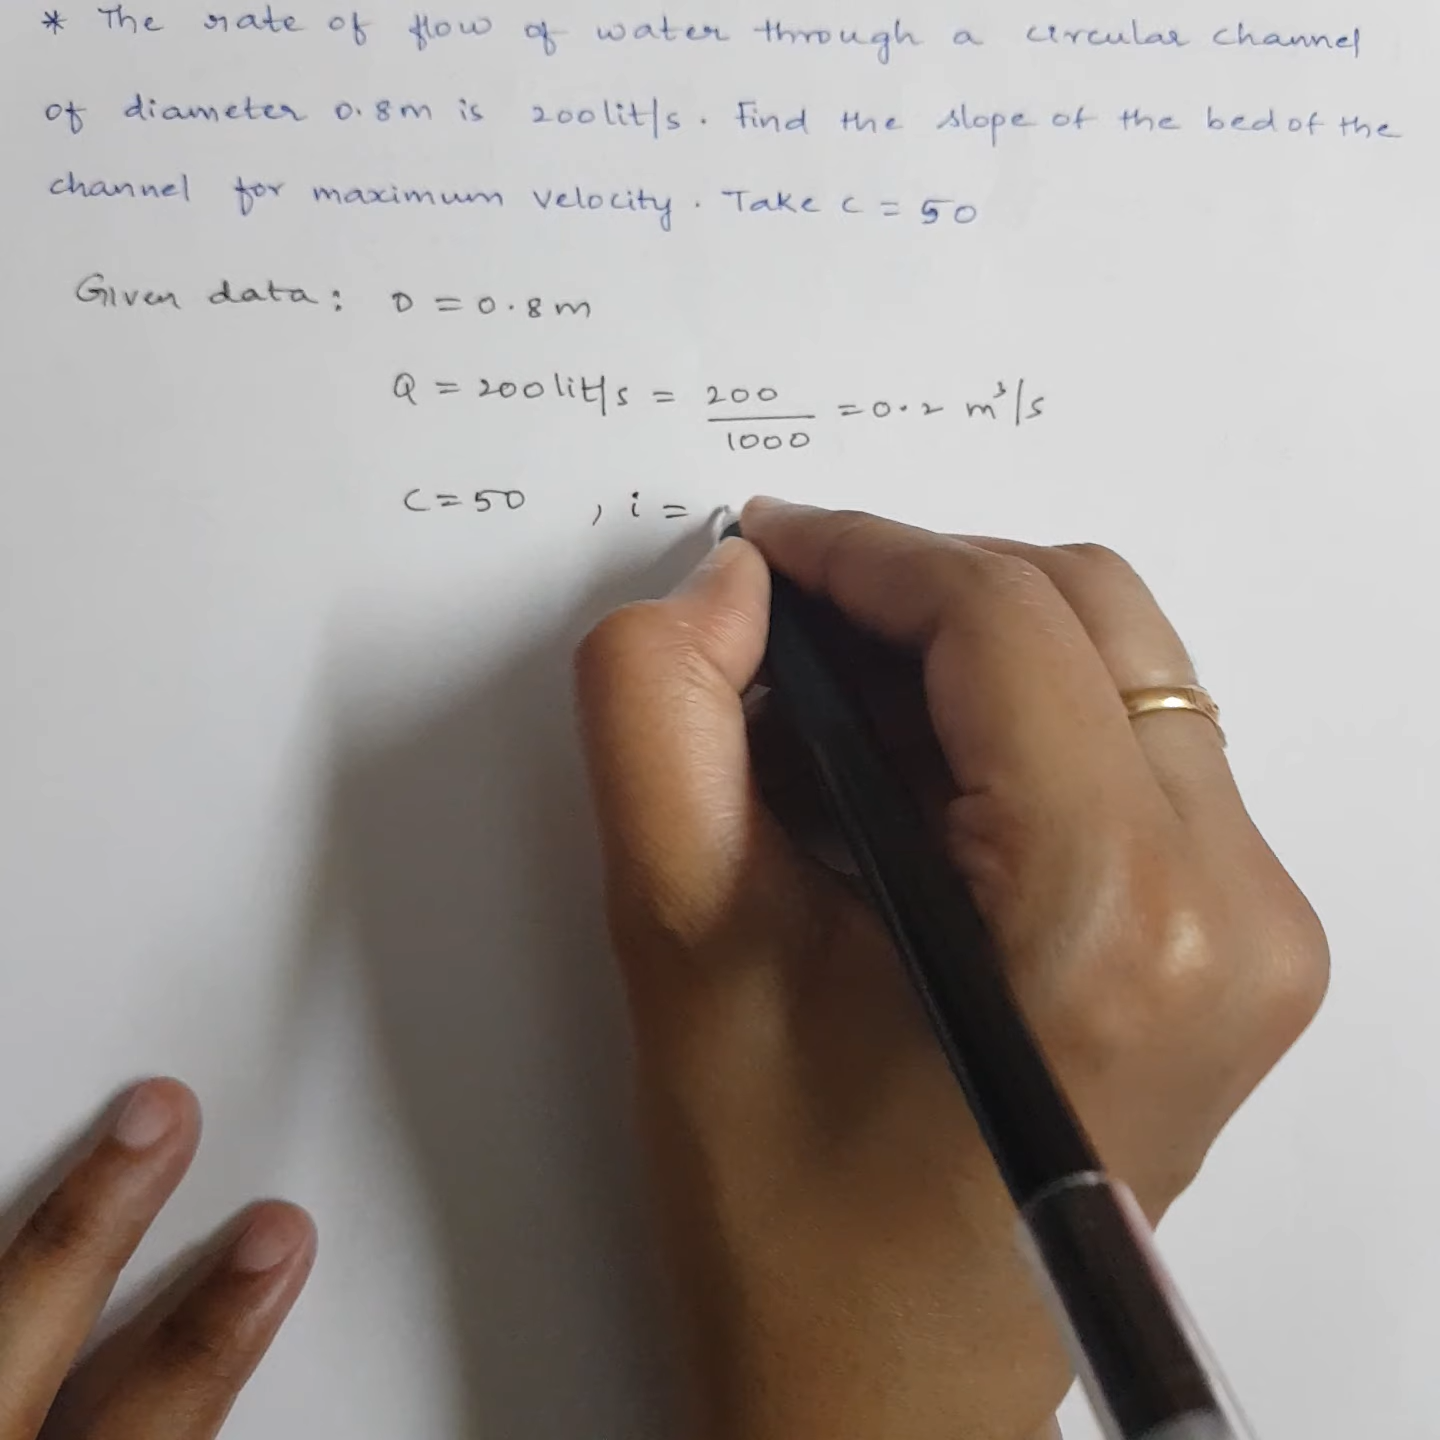 * The rate of flow of water through a circular channel
of diameter 0.8m is 200lit/s. Find the slope of the bed of the
channel for maximum velocity. Take C = 50
Given data: D = 0.8m
Q = 200lit/s = 200/1000 = 0.2 m³/s
C = 50 , i =